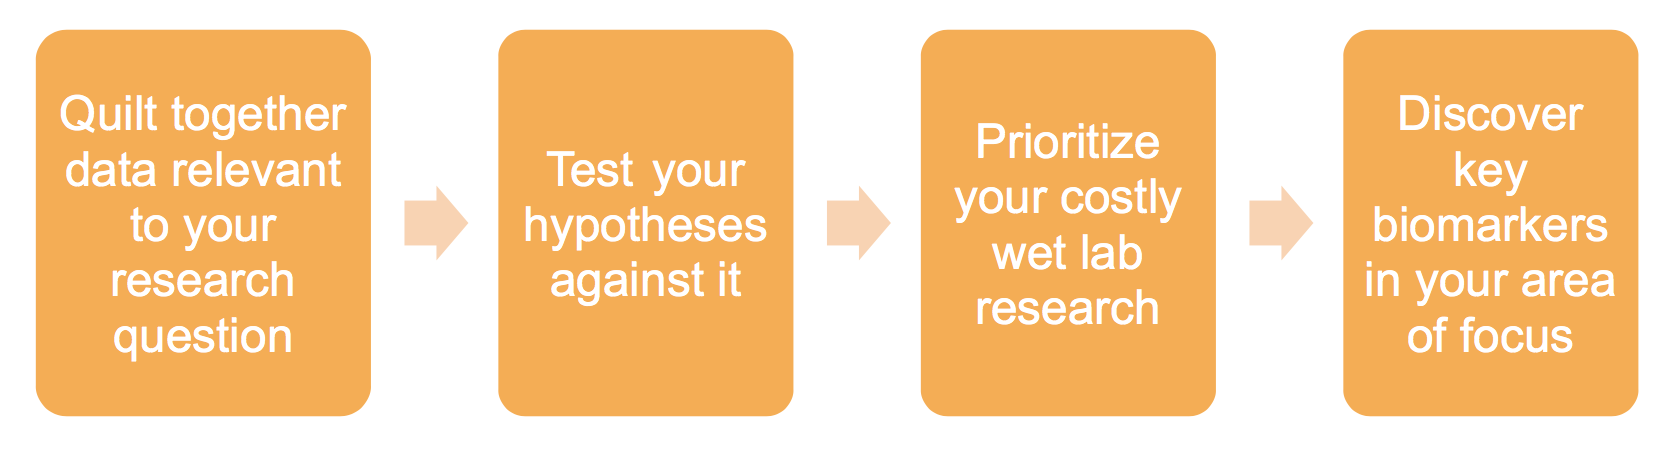 Quilt together
data relevant
to your
research
question
Test your
hypotheses
against it
Prioritize
your costly
wet lab
research
Discover
key
biomarkers
in your area
of focus